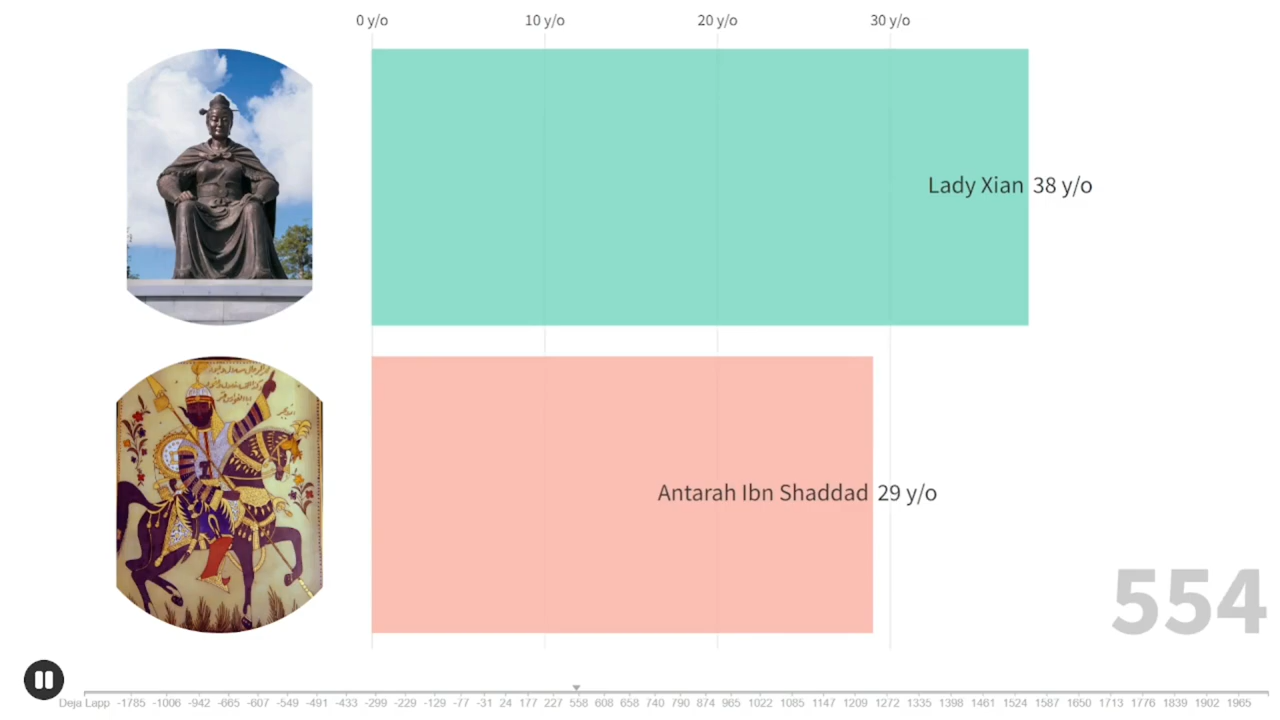 0 y/o 10 y/o 20 y/o 30 y/o
Lady Xian 38 y/o
Antarah Ibn Shaddad 29 y/o
554
Deja Lapp -1785 -1006 -942 -665 -607 -549 -491 -433 -299 -229 -129 -77 -31 24 177 227 558 608 658 740 790 874 965 1022 1085 1147 1209 1272 1335 1398 1461 1524 1587 1650 1713 1776 1839 1902 1965